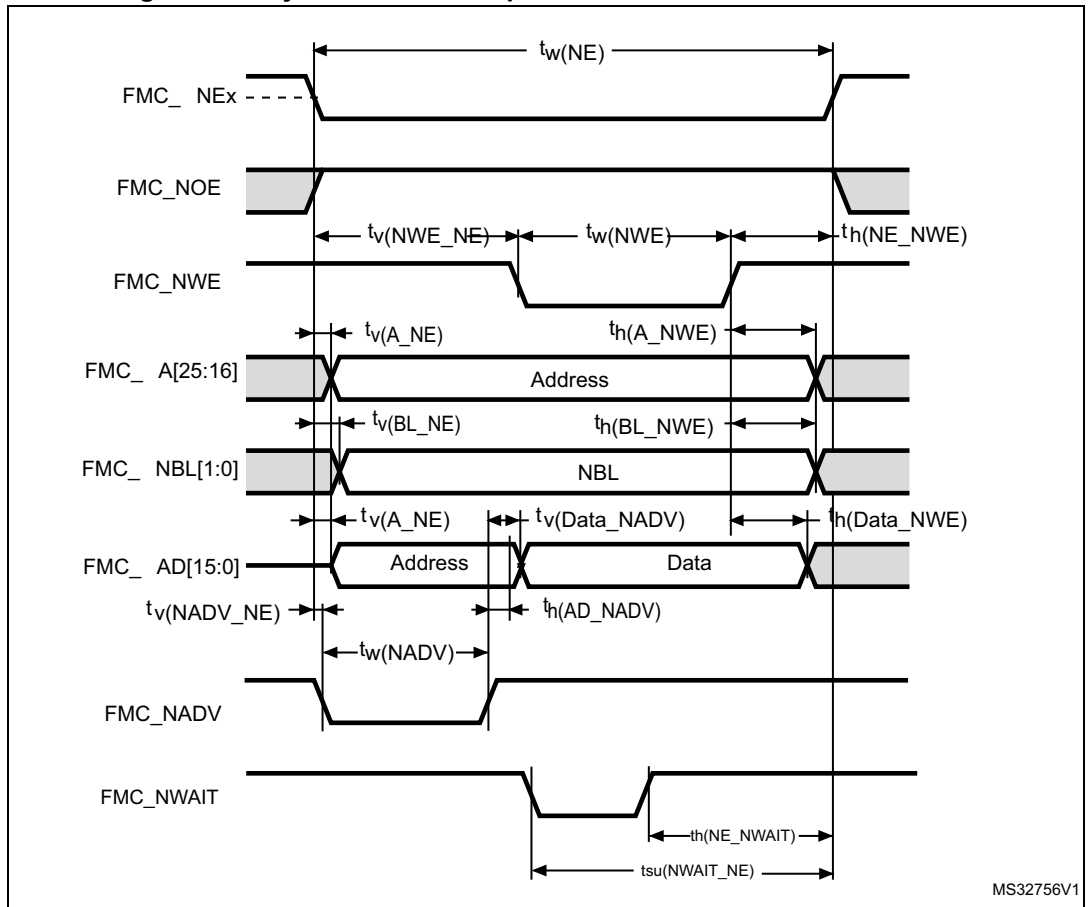 tw(NE)
FMC_ NEx
FMC_NOE
tv(NWE_NE) tw(NWE) th(NE_NWE)
FMC_NWE
tv(A_NE) th(A_NWE)
FMC_ A[25:16] Address
tv(BL_NE) th(BL_NWE)
FMC_ NBL[1:0] NBL
tv(A_NE) tv(Data_NADV) th(Data_NWE)
FMC_ AD[15:0] Address Data
tv(NADV_NE) th(AD_NADV)
tw(NADV)
FMC_NADV
FMC_NWAIT
th(NE_NWAIT)
tsu(NWAIT_NE)
MS32756V1